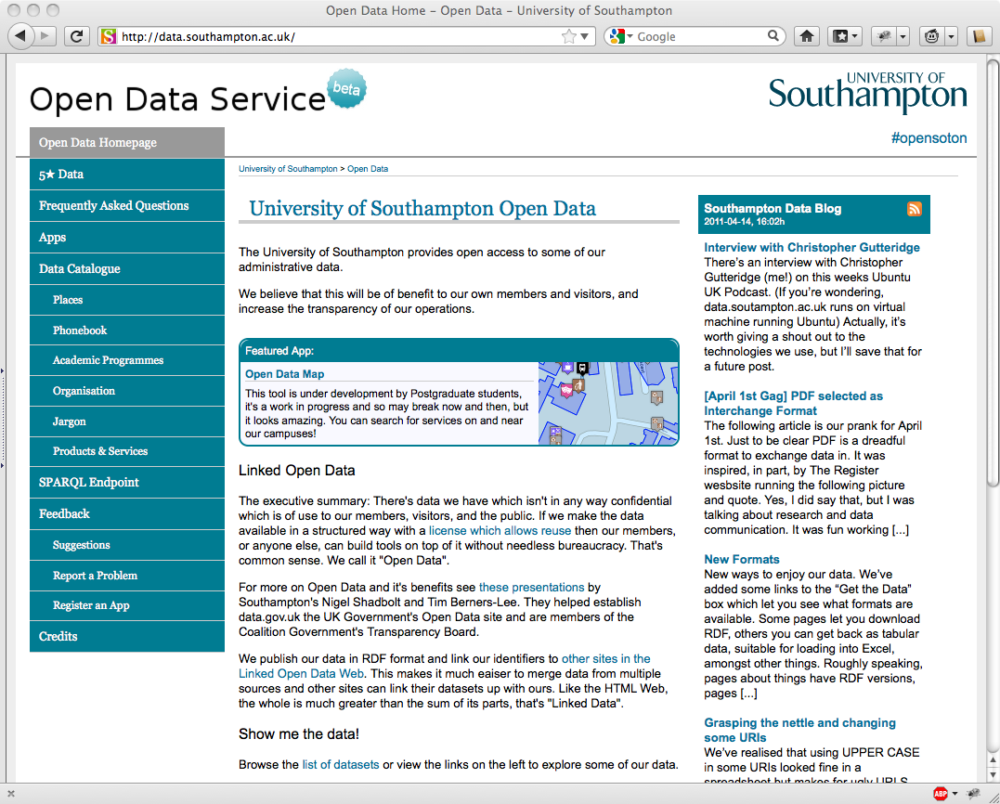 Open Data Home – Open Data – University of Southampton
http://data.southampton.ac.uk/
Google
Open Data Service
beta
UNIVERSITY OF
Southampton
#opensoton
Open Data Homepage
5★ Data
Frequently Asked Questions
Apps
Data Catalogue
Places
Phonebook
Academic Programmes
Organisation
Jargon
Products & Services
SPARQL Endpoint
Feedback
Suggestions
Report a Problem
Register an App
Credits
University of Southampton > Open Data
University of Southampton Open Data
The University of Southampton provides open access to some of our
administrative data.
We believe that this will be of benefit to our own members and visitors, and
increase the transparency of our operations.
Featured App:
Open Data Map
This tool is under development by Postgraduate students,
it's a work in progress and so may break now and then, but
it looks amazing. You can search for services on and near
our campuses!
Linked Open Data
The executive summary: There's data we have which isn't in any way confidential
which is of use to our members, visitors, and the public. If we make the data
available in a structured way with a license which allows reuse then our members,
or anyone else, can build tools on top of it without needless bureaucracy. That's
common sense. We call it "Open Data".
For more on Open Data and it's benefits see these presentations by
Southampton's Nigel Shadbolt and Tim Berners-Lee. They helped establish
data.gov.uk the UK Government's Open Data site and are members of the
Coalition Government's Transparency Board.
We publish our data in RDF format and link our identifiers to other sites in the
Linked Open Data Web. This makes it much eaiser to merge data from multiple
sources and other sites can link their datasets up with ours. Like the HTML Web,
the whole is much greater than the sum of its parts, that's "Linked Data".
Show me the data!
Browse the list of datasets or view the links on the left to explore some of our data.
Southampton Data Blog
2011-04-14, 16:02h
Interview with Christopher Gutteridge
There's an interview with Christopher
Gutteridge (me!) on this weeks Ubuntu
UK Podcast. (If you're wondering,
data.soutampton.ac.uk runs on virtual
machine running Ubuntu) Actually, it's
worth giving a shout out to the
technologies we use, but I'll save that for
a future post.
[April 1st Gag] PDF selected as
Interchange Format
The following article is our prank for April
1st. Just to be clear PDF is a dreadful
format to exchange data in. It was
inspired, in part, by The Register
wesbsite running the following picture
and quote. Yes, I did say that, but I was
talking about research and data
communication. It was fun working [...]
New Formats
New ways to enjoy our data. We've
added some links to the “Get the Data”
box which let you see what formats are
available. Some pages let you download
RDF, others you can get back as tabular
data, suitable for loading into Excel,
amongst other things. Roughly speaking,
pages about things have RDF versions,
pages [...]
Grasping the nettle and changing
some URIs
We've realised that using UPPER CASE
in some URIs looked fine in a
spreadsheet but makes for ugly URLS
ABP